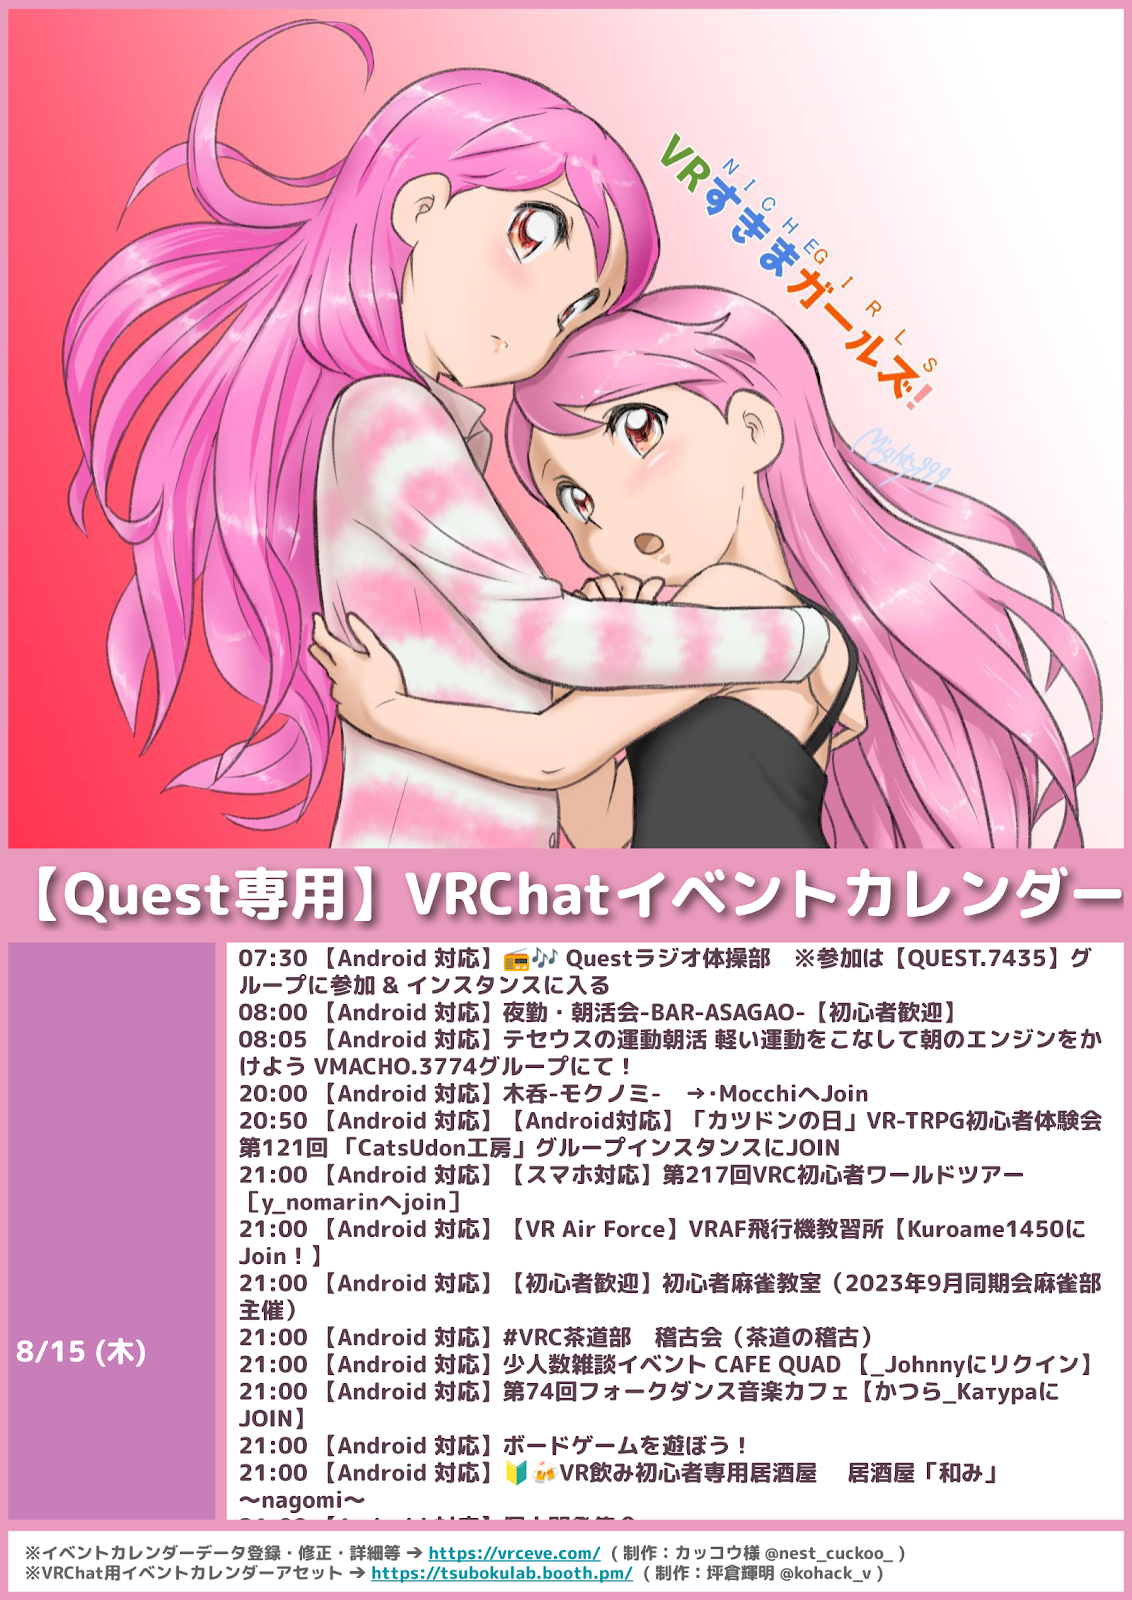 NICHE GIRLS
VRすきまガールズ!
Mighty999
【Quest専用】VRChatイベントカレンダー
8/15 (木)
07:30 【Android 対応】📻🎶 Questラジオ体操部　※参加は【QUEST.7435】グ
ループに参加 & インスタンスに入る
08:00 【Android 対応】夜勤・朝活会-BAR-ASAGAO-【初心者歓迎】
08:05 【Android 対応】テセウスの運動朝活 軽い運動をこなして朝のエンジンをか
けよう VMACHO.3774グループにて！
20:00 【Android 対応】木呑-モクノミ-　→･MocchiへJoin
20:50 【Android 対応】【Android対応】「カツドンの日」VR-TRPG初心者体験会
第121回 「CatsUdon工房」グループインスタンスにJOIN
21:00 【Android 対応】【スマホ対応】第217回VRC初心者ワールドツアー
［y_nomarinへjoin］
21:00 【Android 対応】【VR Air Force】VRAF飛行機教習所【Kuroame1450に
Join！】
21:00 【Android 対応】【初心者歓迎】初心者麻雀教室（2023年9月同期会麻雀部
主催）
21:00 【Android 対応】#VRC茶道部　稽古会（茶道の稽古）
21:00 【Android 対応】少人数雑談イベント CAFE QUAD 【_Johnnyにリクイン】
21:00 【Android 対応】第74回フォークダンス音楽カフェ【かつら_Катураに
JOIN】
21:00 【Android 対応】ボードゲームを遊ぼう！
21:00 【Android 対応】🔰🍻VR飲み初心者専用居酒屋　居酒屋「和み」
～nagomi～
※イベントカレンダーデータ登録・修正・詳細等 ➔ https://vrceve.com/ ( 制作：カッコウ様 @nest_cuckoo_ )
※VRChat用イベントカレンダーアセット ➔ https://tsubokulab.booth.pm/ ( 制作：坪倉輝明 @kohack_v )